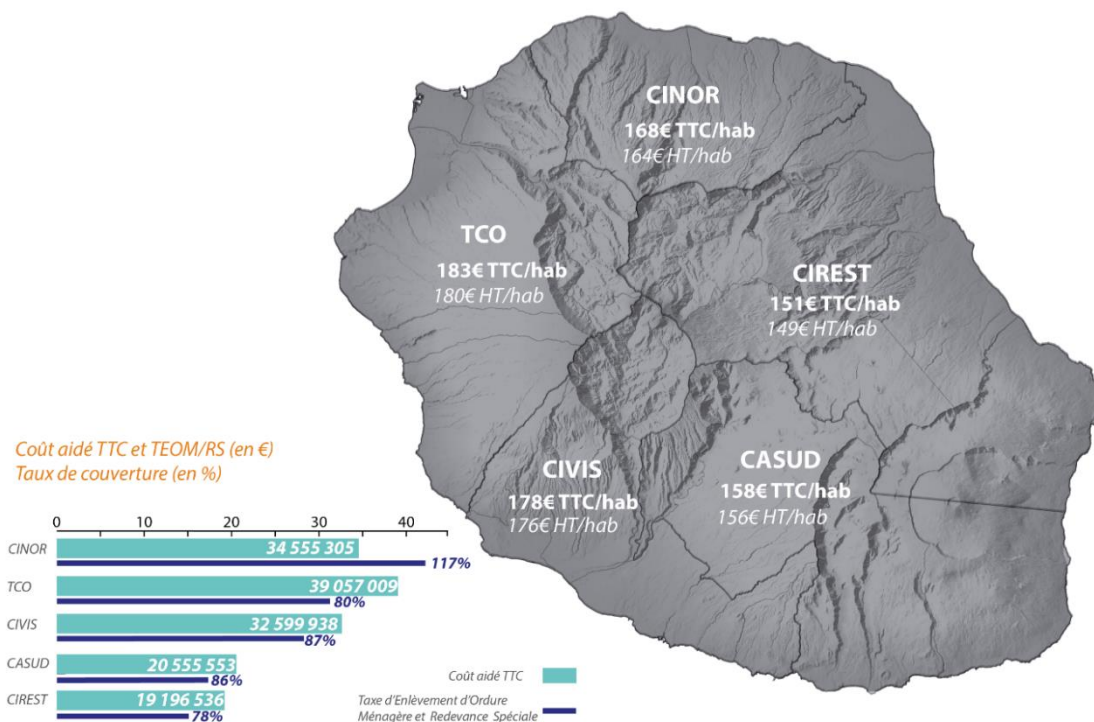 CINOR
168€ TTC/hab
164€ HT/hab
TCO
183€ TTC/hab
180€ HT/hab
CIREST
151€ TTC/hab
149€ HT/hab
CIVIS
178€ TTC/hab
176€ HT/hab
CASUD
158€ TTC/hab
156€ HT/hab
Coût aidé TTC et TEOM/RS (en €)
Taux de couverture (en %)
0 10 20 30 40
CINOR 34 555 305
117%
TCO 39 057 009
80%
CIVIS 32 599 938
87%
CASUD 20 555 553
86%
CIREST 19 196 536
78%
Coût aidé TTC
Taxe d'Enlèvement d'Ordure
Ménagère et Redevance Spéciale